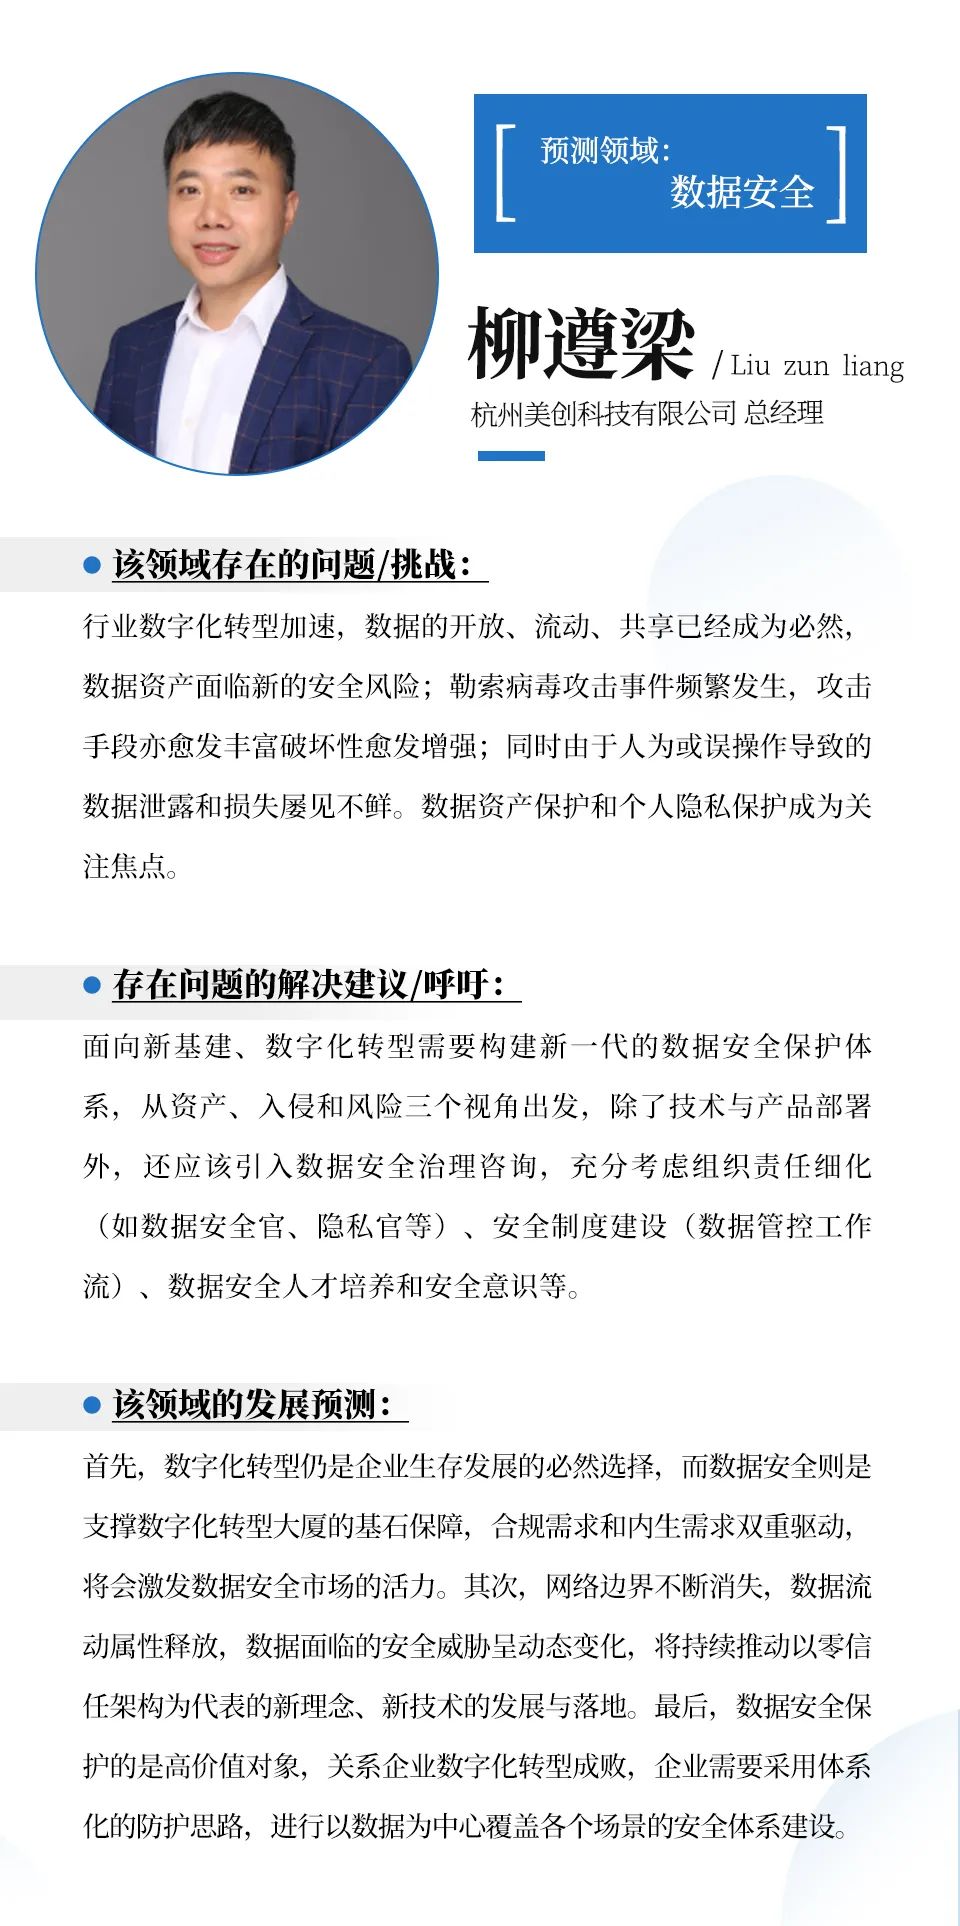 预测领域：
数据安全
柳遵梁 / Liu zun liang
杭州美创科技有限公司 总经理
该领域存在的问题/挑战：
行业数字化转型加速，数据的开放、流动、共享已经成为必然，
数据资产面临新的安全风险；勒索病毒攻击事件频繁发生，攻击
手段亦愈发丰富破坏性愈发增强；同时由于人为或误操作导致的
数据泄露和损失屡见不鲜。数据资产保护和个人隐私保护成为关
注焦点。
存在问题的解决建议/呼吁：
面向新基建、数字化转型需要构建新一代的数据安全保护体
系，从资产、入侵和风险三个视角出发，除了技术与产品部署
外，还应该引入数据安全治理咨询，充分考虑组织责任细化
（如数据安全官、隐私官等）、安全制度建设（数据管控工作
流）、数据安全人才培养和安全意识等。
该领域的发展预测：
首先，数字化转型仍是企业生存发展的必然选择，而数据安全则是
支撑数字化转型大厦的基石保障，合规需求和内生需求双重驱动，
将会激发数据安全市场的活力。其次，网络边界不断消失，数据流
动属性释放，数据面临的安全威胁呈动态变化，将持续推动以零信
任架构为代表的新理念、新技术的发展与落地。最后，数据安全保
护的是高价值对象，关系企业数字化转型成败，企业需要采用体系
化的防护思路，进行以数据为中心覆盖各个场景的安全体系建设。